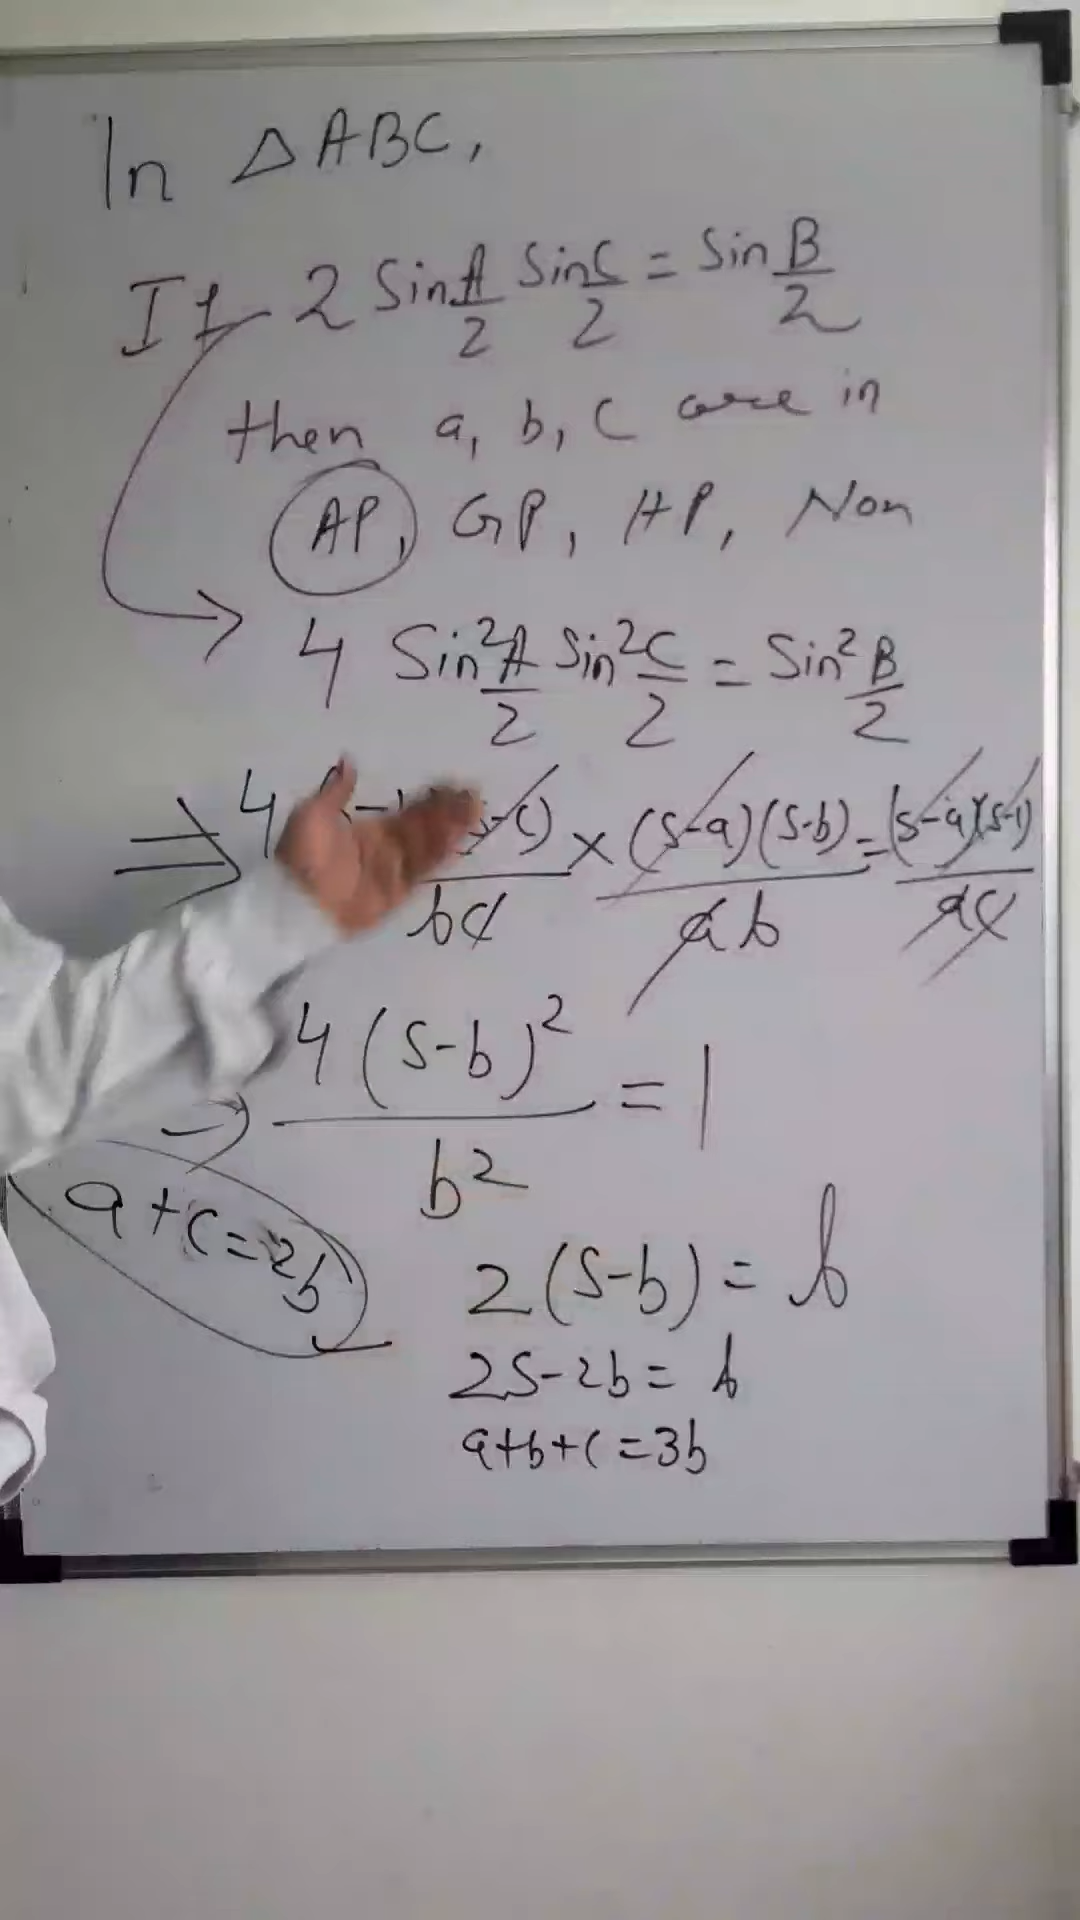 In △ABC,
If 2 Sin A/2 Sin C/2 = Sin B/2
then a, b, c are in
AP, GP, HP, Non
4 Sin² A/2 Sin² C/2 = Sin² B/2
⇒ 4 (s-c)/bc × (s-a)(s-b)/ab = (s-a)(s-c)/ac
→ 4(s-b)²/b² = 1
a+c=2b
2(s-b) = b
2s-2b = b
a+b+c=3b